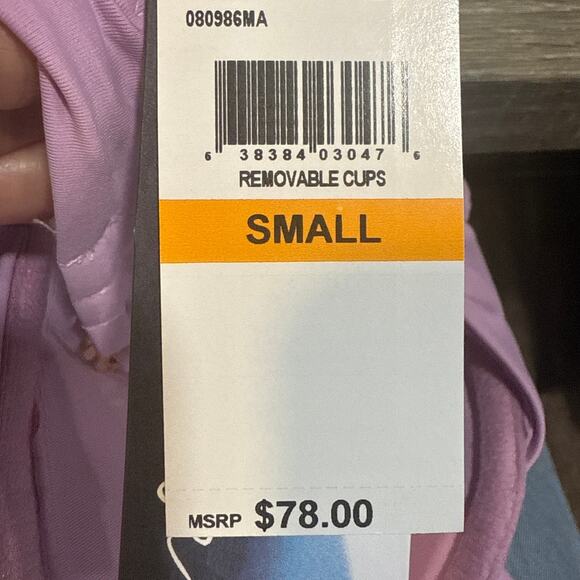 080986MA
6 38384 03047 6
REMOVABLE CUPS
SMALL
MSRP $78.00